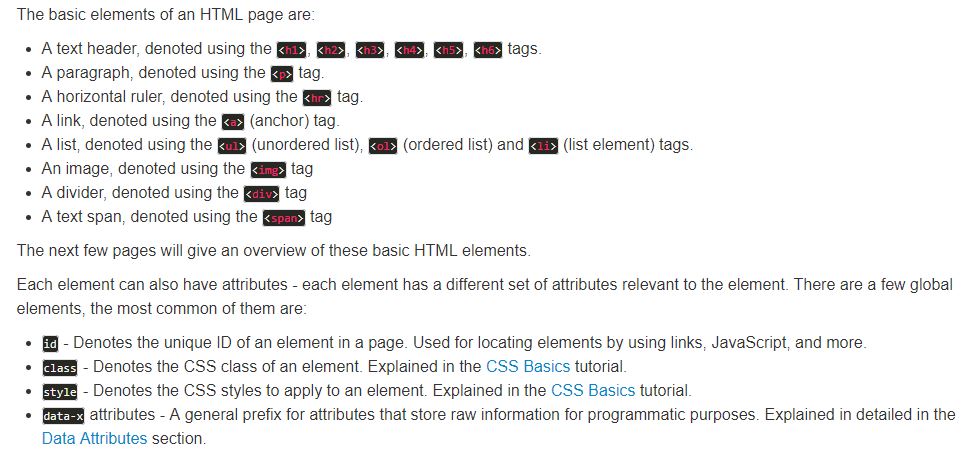 The basic elements of an HTML page are:
• A text header, denoted using the <h1>, <h2>, <h3>, <h4>, <h5>, <h6> tags.
• A paragraph, denoted using the <p> tag.
• A horizontal ruler, denoted using the <hr> tag.
• A link, denoted using the <a> (anchor) tag.
• A list, denoted using the <ul> (unordered list), <ol> (ordered list) and <li> (list element) tags.
• An image, denoted using the <img> tag
• A divider, denoted using the <div> tag
• A text span, denoted using the <span> tag
The next few pages will give an overview of these basic HTML elements.
Each element can also have attributes - each element has a different set of attributes relevant to the element. There are a few global
elements, the most common of them are:
• id - Denotes the unique ID of an element in a page. Used for locating elements by using links, JavaScript, and more.
• class - Denotes the CSS class of an element. Explained in the CSS Basics tutorial.
• style - Denotes the CSS styles to apply to an element. Explained in the CSS Basics tutorial.
• data-x attributes - A general prefix for attributes that store raw information for programmatic purposes. Explained in detailed in the
Data Attributes section.